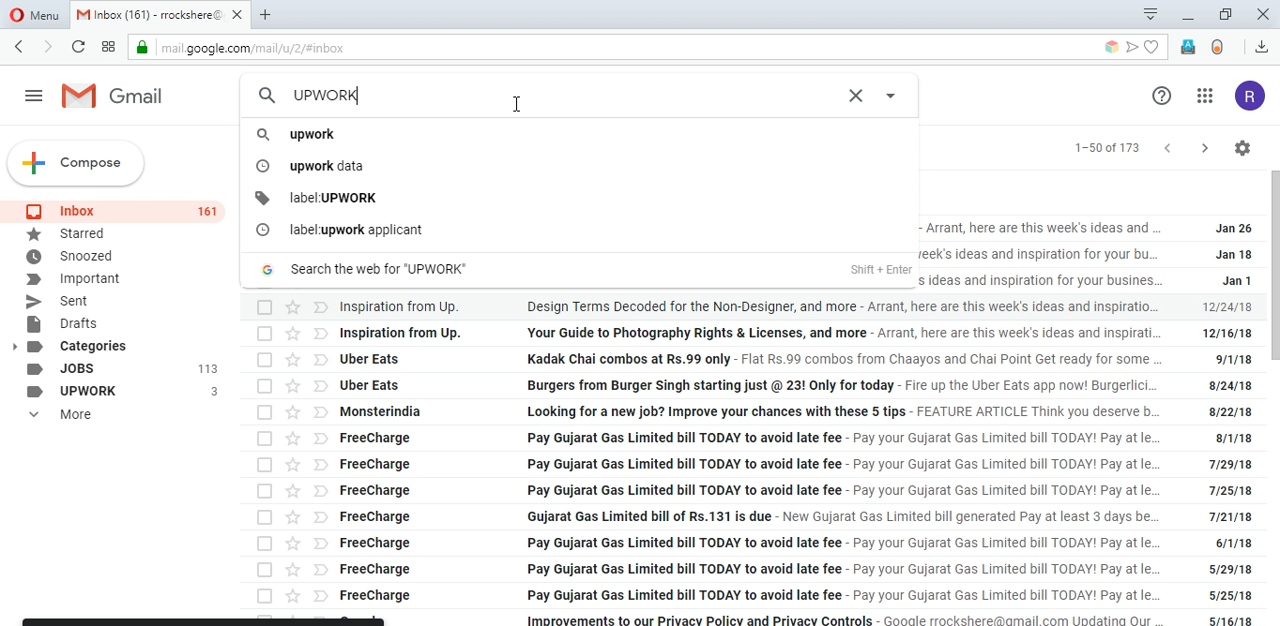 Menu
Inbox (161) - rrockshere@
mail.google.com/mail/u/2/#inbox
Gmail
UPWORK
R
Compose
1–50 of 173
upwork
upwork data
label:UPWORK
label:upwork applicant
Search the web for "UPWORK" Shift + Enter
Inbox 161
Starred
Snoozed
Important
Sent
Drafts
Categories
JOBS 113
UPWORK 3
More
- Arrant, here are this week's ideas and ... Jan 26
week's ideas and inspiration for your bu... Jan 18
s ideas and inspiration for your busines... Jan 1
Inspiration from Up. Design Terms Decoded for the Non-Designer, and more - Arrant, here are this week's ideas and inspiratio... 12/24/18
Inspiration from Up. Your Guide to Photography Rights & Licenses, and more - Arrant, here are this week's ideas and inspirati... 12/16/18
Uber Eats Kadak Chai combos at Rs.99 only - Flat Rs.99 combos from Chaayos and Chai Point Get ready for some ... 9/1/18
Uber Eats Burgers from Burger Singh starting just @ 23! Only for today - Fire up the Uber Eats app now! Burgerlici... 8/24/18
Monsterindia Looking for a new job? Improve your chances with these 5 tips - FEATURE ARTICLE Think you deserve b... 8/22/18
FreeCharge Pay Gujarat Gas Limited bill TODAY to avoid late fee - Pay your Gujarat Gas Limited bill TODAY! Pay at le... 8/1/18
FreeCharge Pay Gujarat Gas Limited bill TODAY to avoid late fee - Pay your Gujarat Gas Limited bill TODAY! Pay at le... 7/29/18
FreeCharge Pay Gujarat Gas Limited bill TODAY to avoid late fee - Pay your Gujarat Gas Limited bill TODAY! Pay at le... 7/25/18
FreeCharge Gujarat Gas Limited bill of Rs.131 is due - New Gujarat Gas Limited bill generated Pay at least 3 days be... 7/21/18
FreeCharge Pay Gujarat Gas Limited bill TODAY to avoid late fee - Pay your Gujarat Gas Limited bill TODAY! Pay at le... 6/1/18
FreeCharge Pay Gujarat Gas Limited bill TODAY to avoid late fee - Pay your Gujarat Gas Limited bill TODAY! Pay at le... 5/29/18
FreeCharge Pay Gujarat Gas Limited bill TODAY to avoid late fee - Pay your Gujarat Gas Limited bill TODAY! Pay at le... 5/25/18
Improvements to our Privacy Policy and Privacy Controls - Google rrockshere@gmail.com Updating Our ... 5/16/18